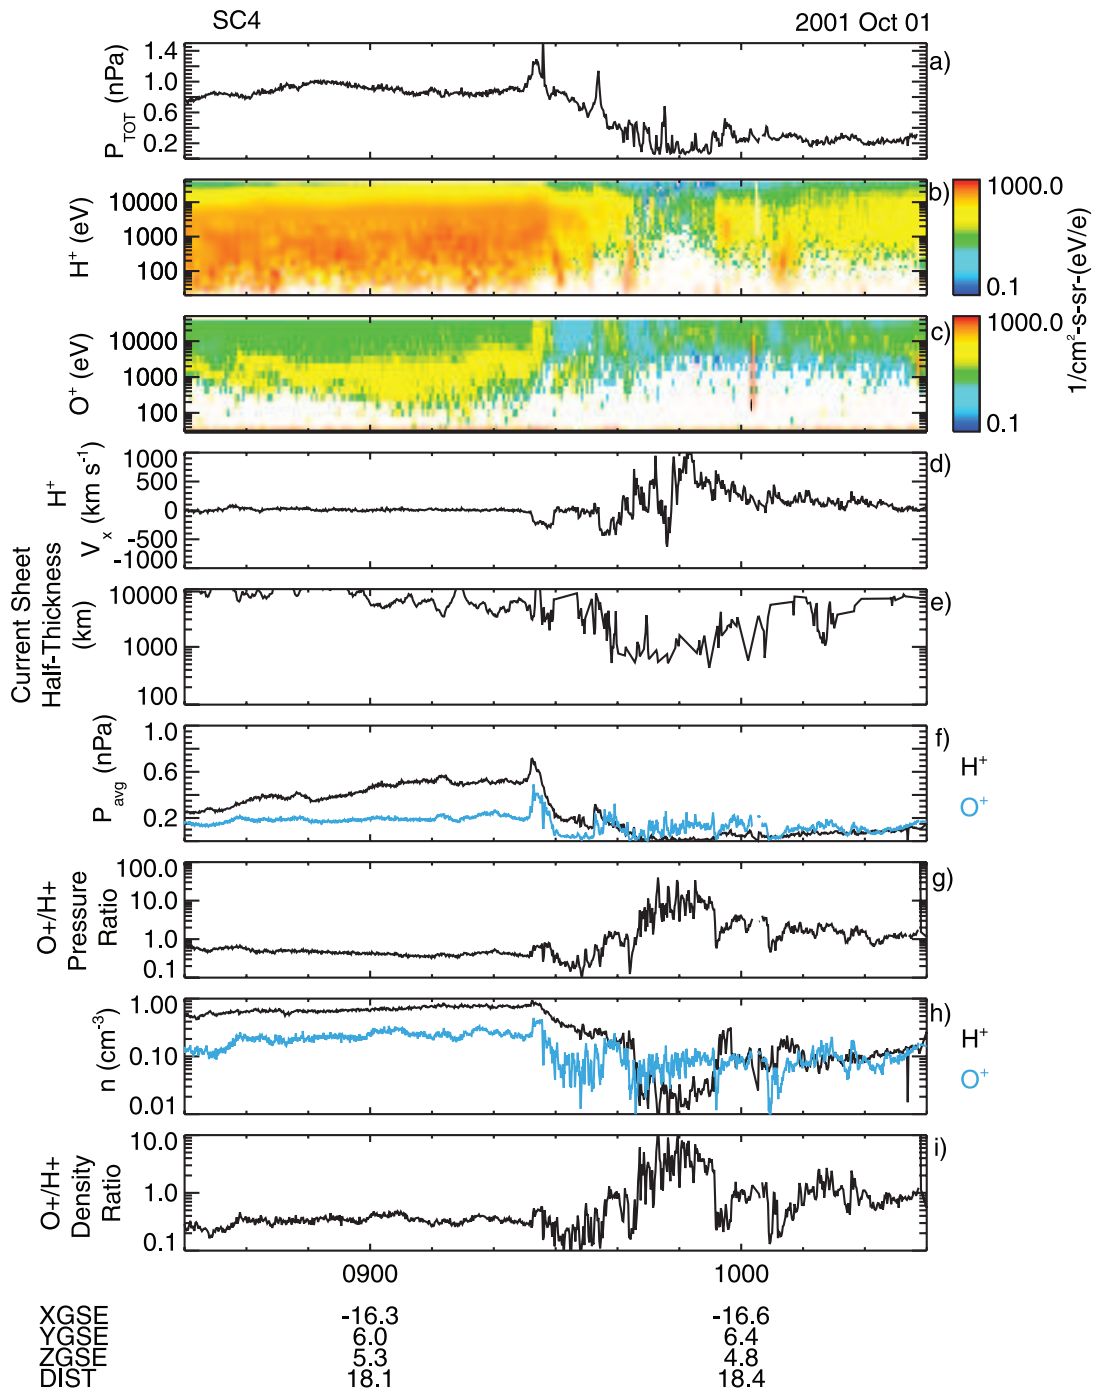 SC4 2001 Oct 01
a)
P_TOT (nPa)
1.4
1.0
0.6
0.2
b)
H+ (eV)
10000
1000
100
1000.0
0.1
c)
O+ (eV)
10000
1000
100
1000.0
0.1
1/cm²-s-sr-(eV/e)
d)
H+
V_x (km s⁻¹)
1000
500
0
-500
-1000
e)
Current Sheet
Half-Thickness
(km)
10000
1000
100
f)
P_avg (nPa)
1.0
0.6
0.2
H+
O+
g)
O+/H+
Pressure
Ratio
100.0
10.0
1.0
0.1
h)
n (cm⁻³)
1.00
0.10
0.01
H+
O+
i)
O+/H+
Density
Ratio
10.0
1.0
0.1
0900 1000
XGSE -16.3 -16.6
YGSE 6.0 6.4
ZGSE 5.3 4.8
DIST 18.1 18.4